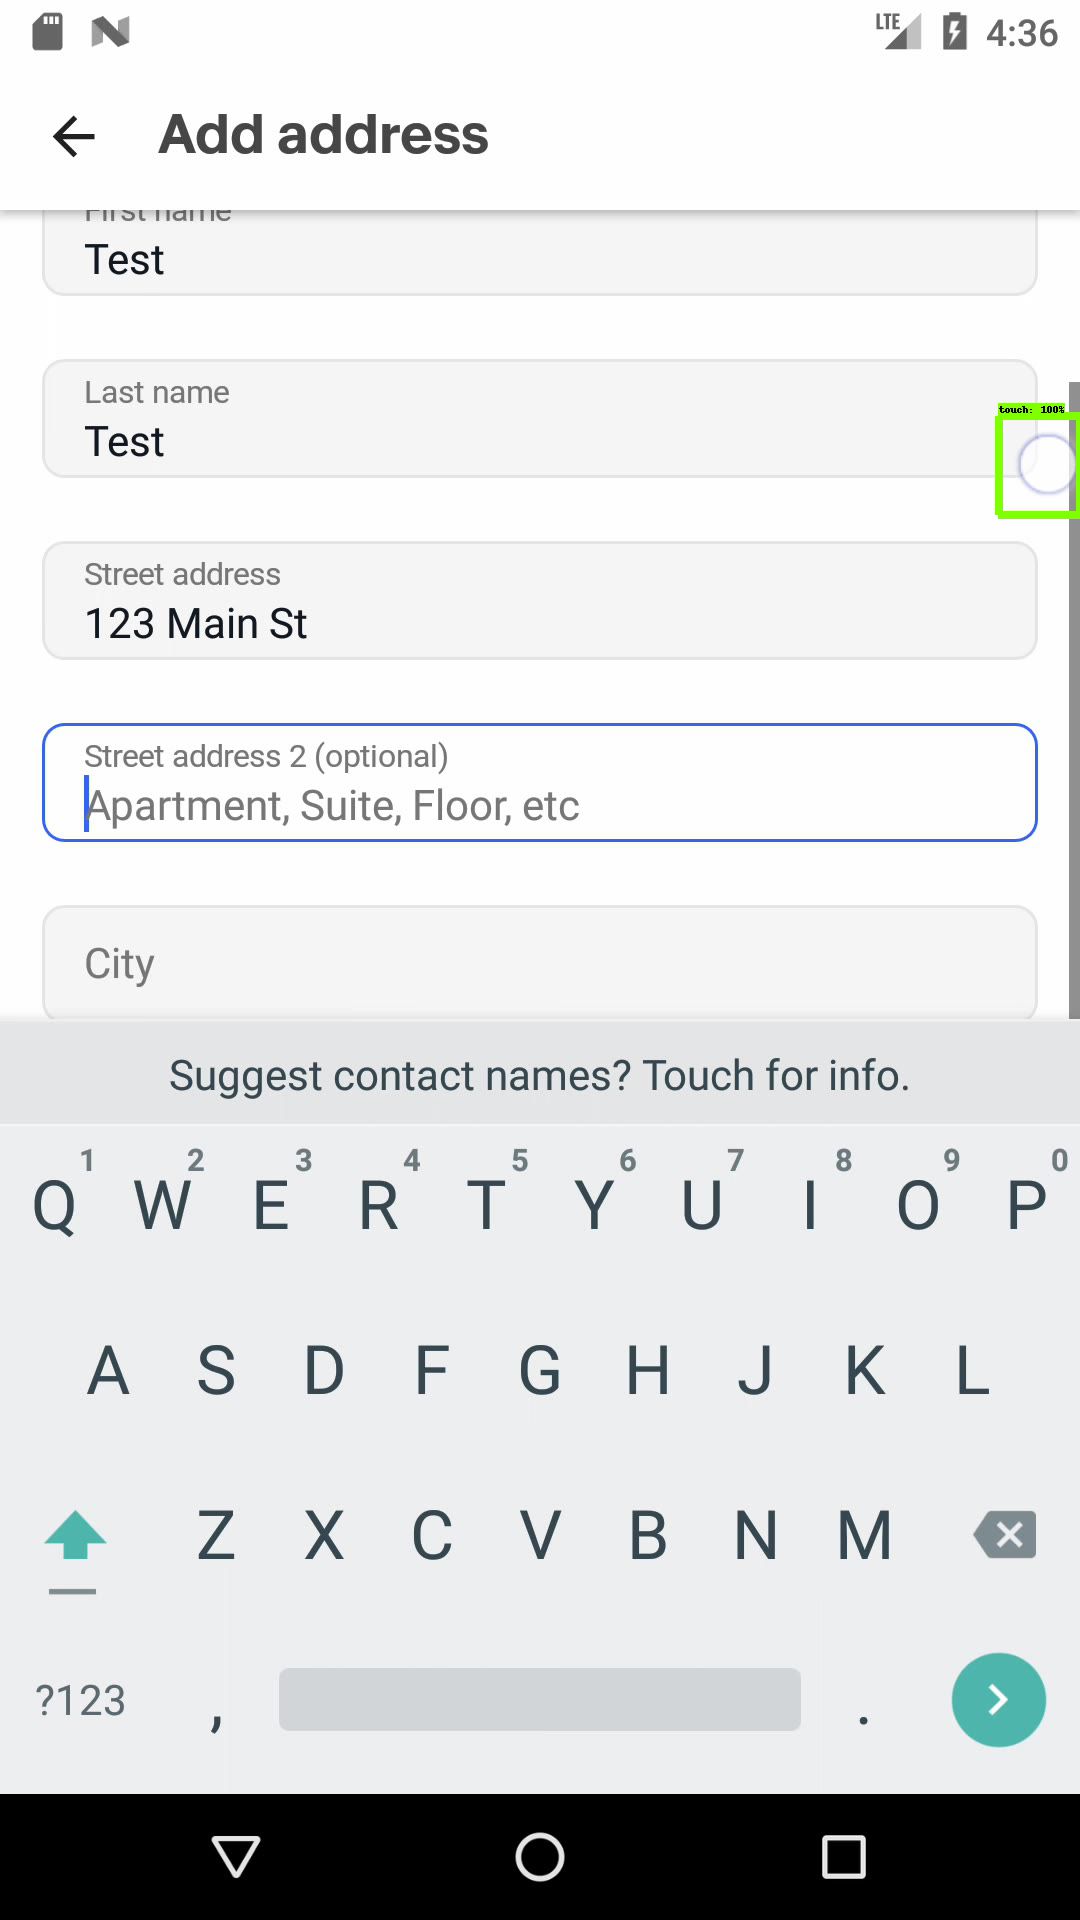 LTE 4:36
Add address
First name
Test
Last name
Test
touch: 100%
Street address
123 Main St
Street address 2 (optional)
Apartment, Suite, Floor, etc
City
Suggest contact names? Touch for info.
1 2 3 4 5 6 7 8 9 0
Q W E R T Y U I O P
A S D F G H J K L
Z X C V B N M
?123 , .